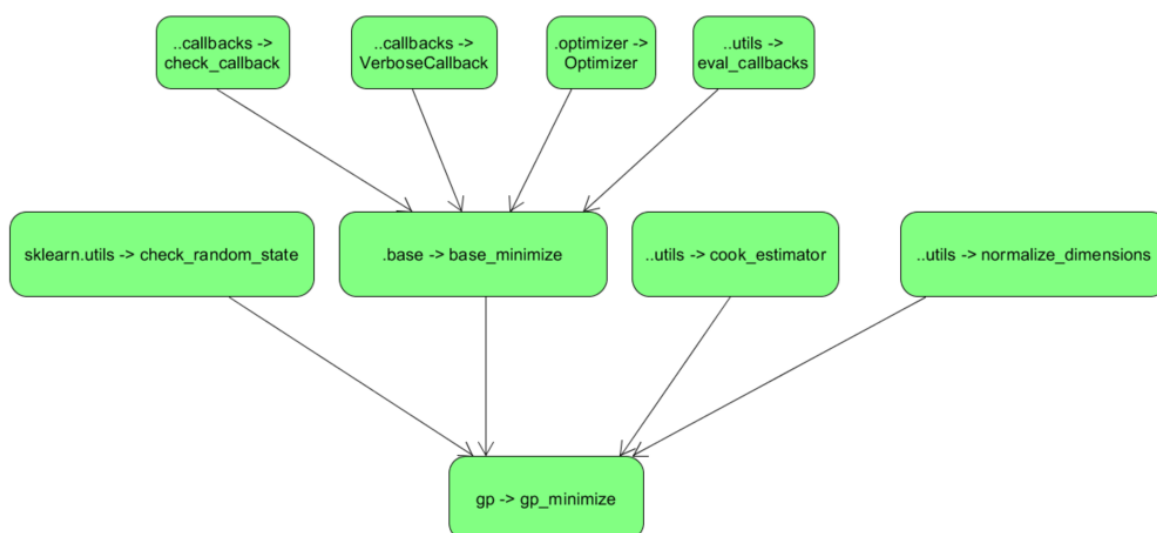 ..callbacks ->
check_callback
..callbacks ->
VerboseCallback
.optimizer ->
Optimizer
..utils ->
eval_callbacks
sklearn.utils -> check_random_state
.base -> base_minimize
..utils -> cook_estimator
..utils -> normalize_dimensions
gp -> gp_minimize